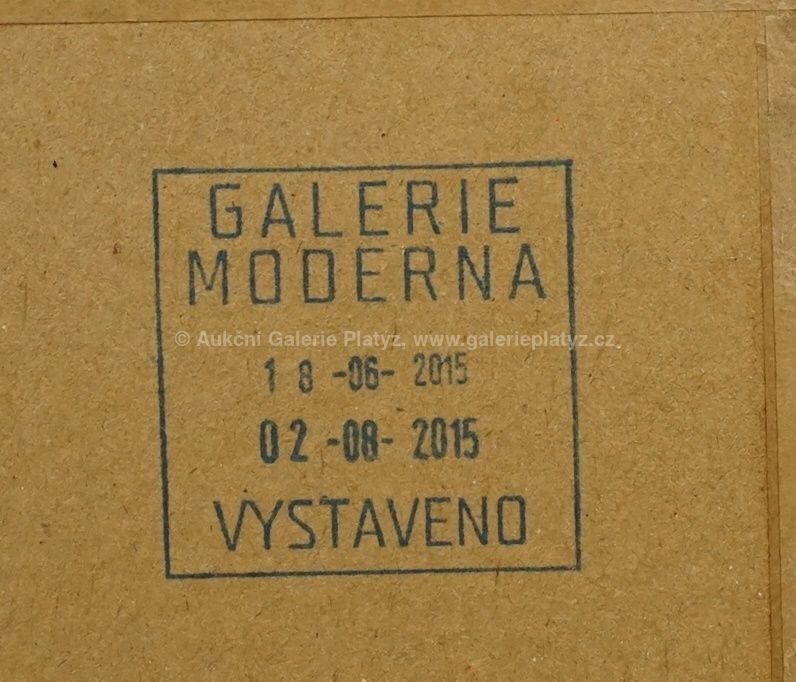 GALERIE
MODERNA
© Aukční Galerie Platýz, www.galerieplatyz.cz
18 -06- 2015
02 -08- 2015
VYSTAVENO